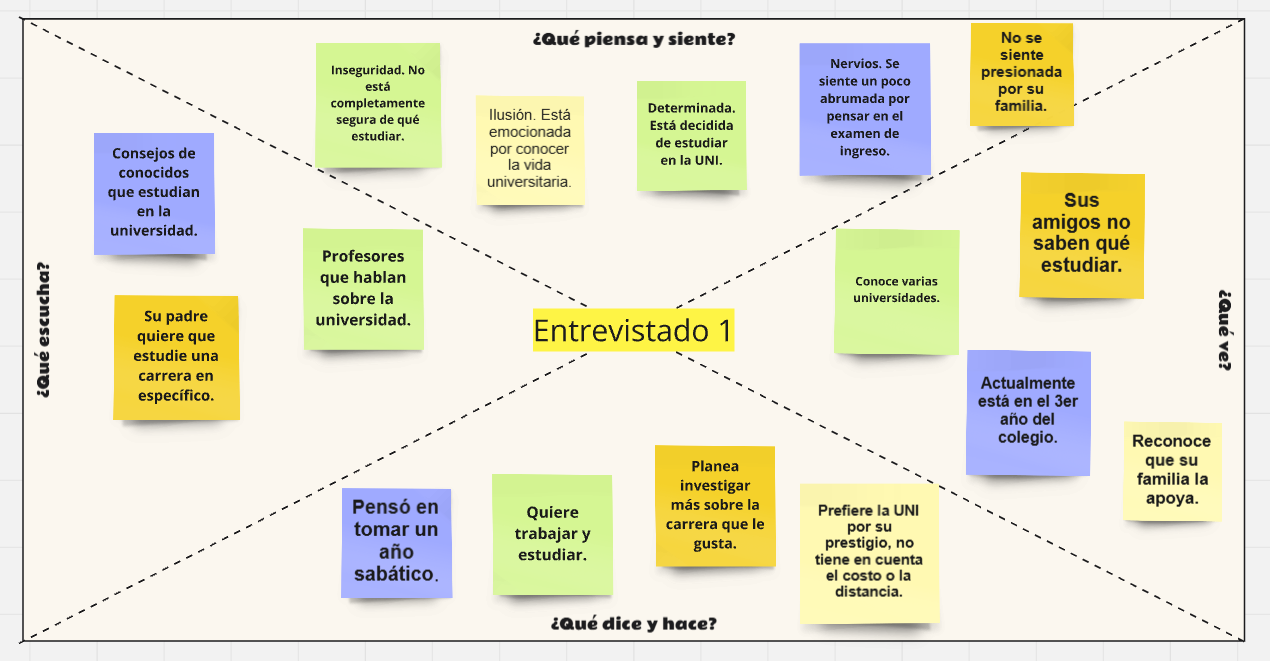 ¿Qué piensa y siente?
Inseguridad. No
está
completamente
segura de qué
estudiar.
Ilusión. Está
emocionada
por conocer
la vida
universitaria.
Determinada.
Está decidida
de estudiar
en la UNI.
Nervios. Se
siente un poco
abrumada por
pensar en el
examen de
ingreso.
No se
siente
presionada
por su
familia.
¿Qué escucha?
Consejos de
conocidos
que estudian
en la
universidad.
Profesores
que hablan
sobre la
universidad.
Su padre
quiere que
estudie una
carrera en
específico.
Entrevistado 1
¿Qué ve?
Sus
amigos no
saben qué
estudiar.
Conoce varias
universidades.
Actualmente
está en el 3er
año del
colegio.
Reconoce
que su
familia la
apoya.
Pensó en
tomar un
año
sabático.
Quiere
trabajar y
estudiar.
Planea
investigar
más sobre la
carrera que le
gusta.
Prefiere la UNI
por su
prestigio, no
tiene en cuenta
el costo o la
distancia.
¿Qué dice y hace?